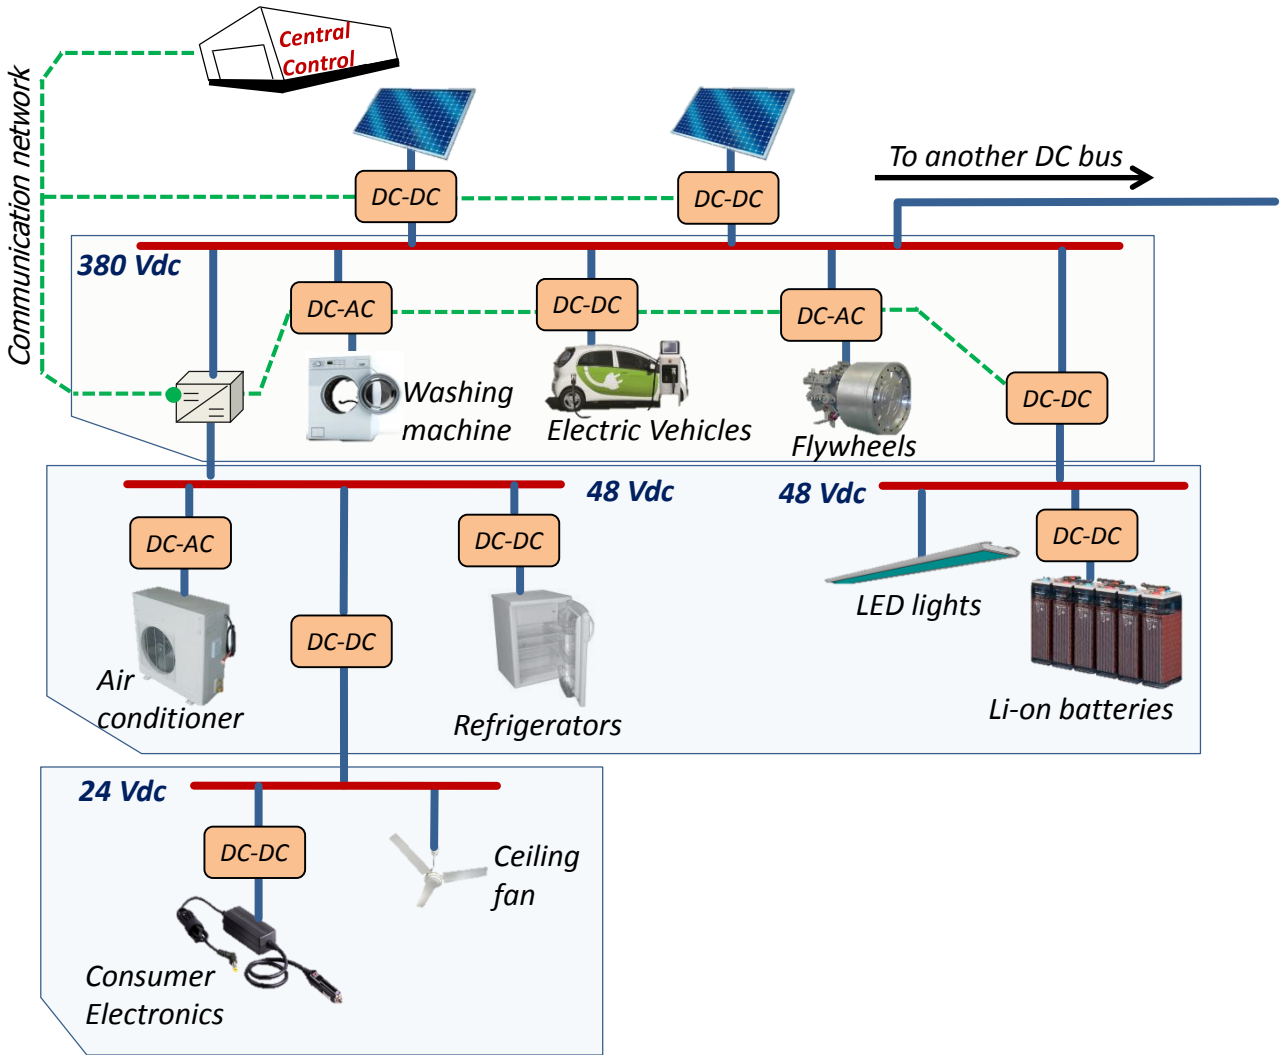 Central
Control
Communication network
To another DC bus
DC-DC
DC-DC
380 Vdc
DC-AC
DC-DC
DC-AC
DC-DC
Washing
machine
Electric Vehicles
Flywheels
48 Vdc
48 Vdc
DC-AC
DC-DC
DC-DC
LED lights
DC-DC
Air
conditioner
Refrigerators
Li-on batteries
24 Vdc
DC-DC
Ceiling
fan
Consumer
Electronics